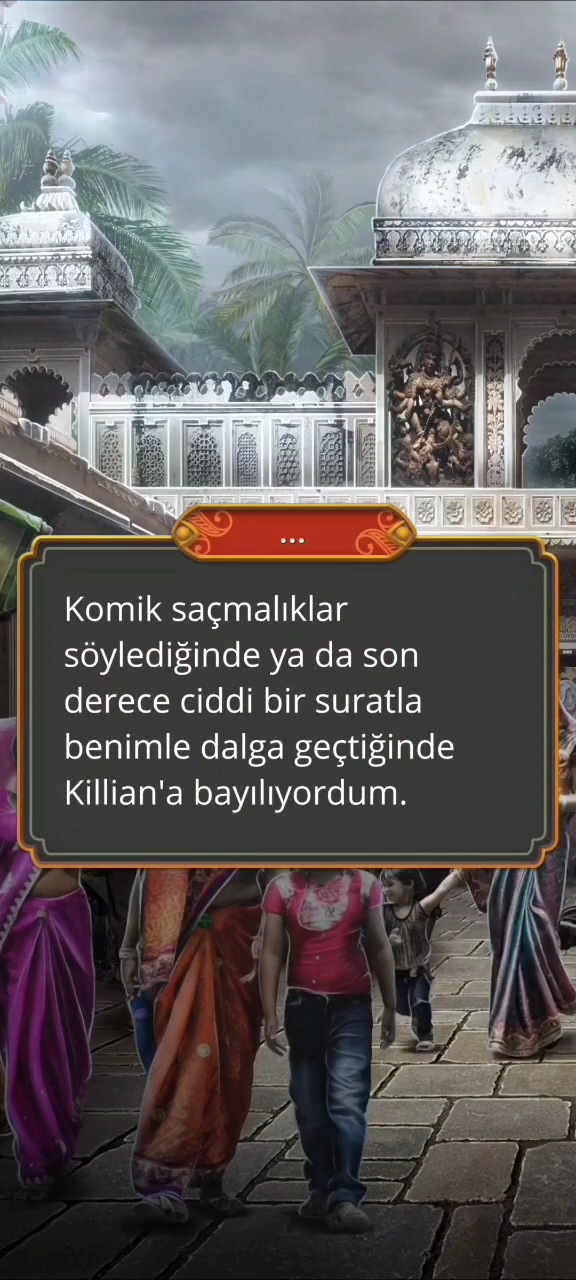 ...
Komik saçmalıklar
söylediğinde ya da son
derece ciddi bir suratla
benimle dalga geçtiğinde
Killian'a bayılıyordum.